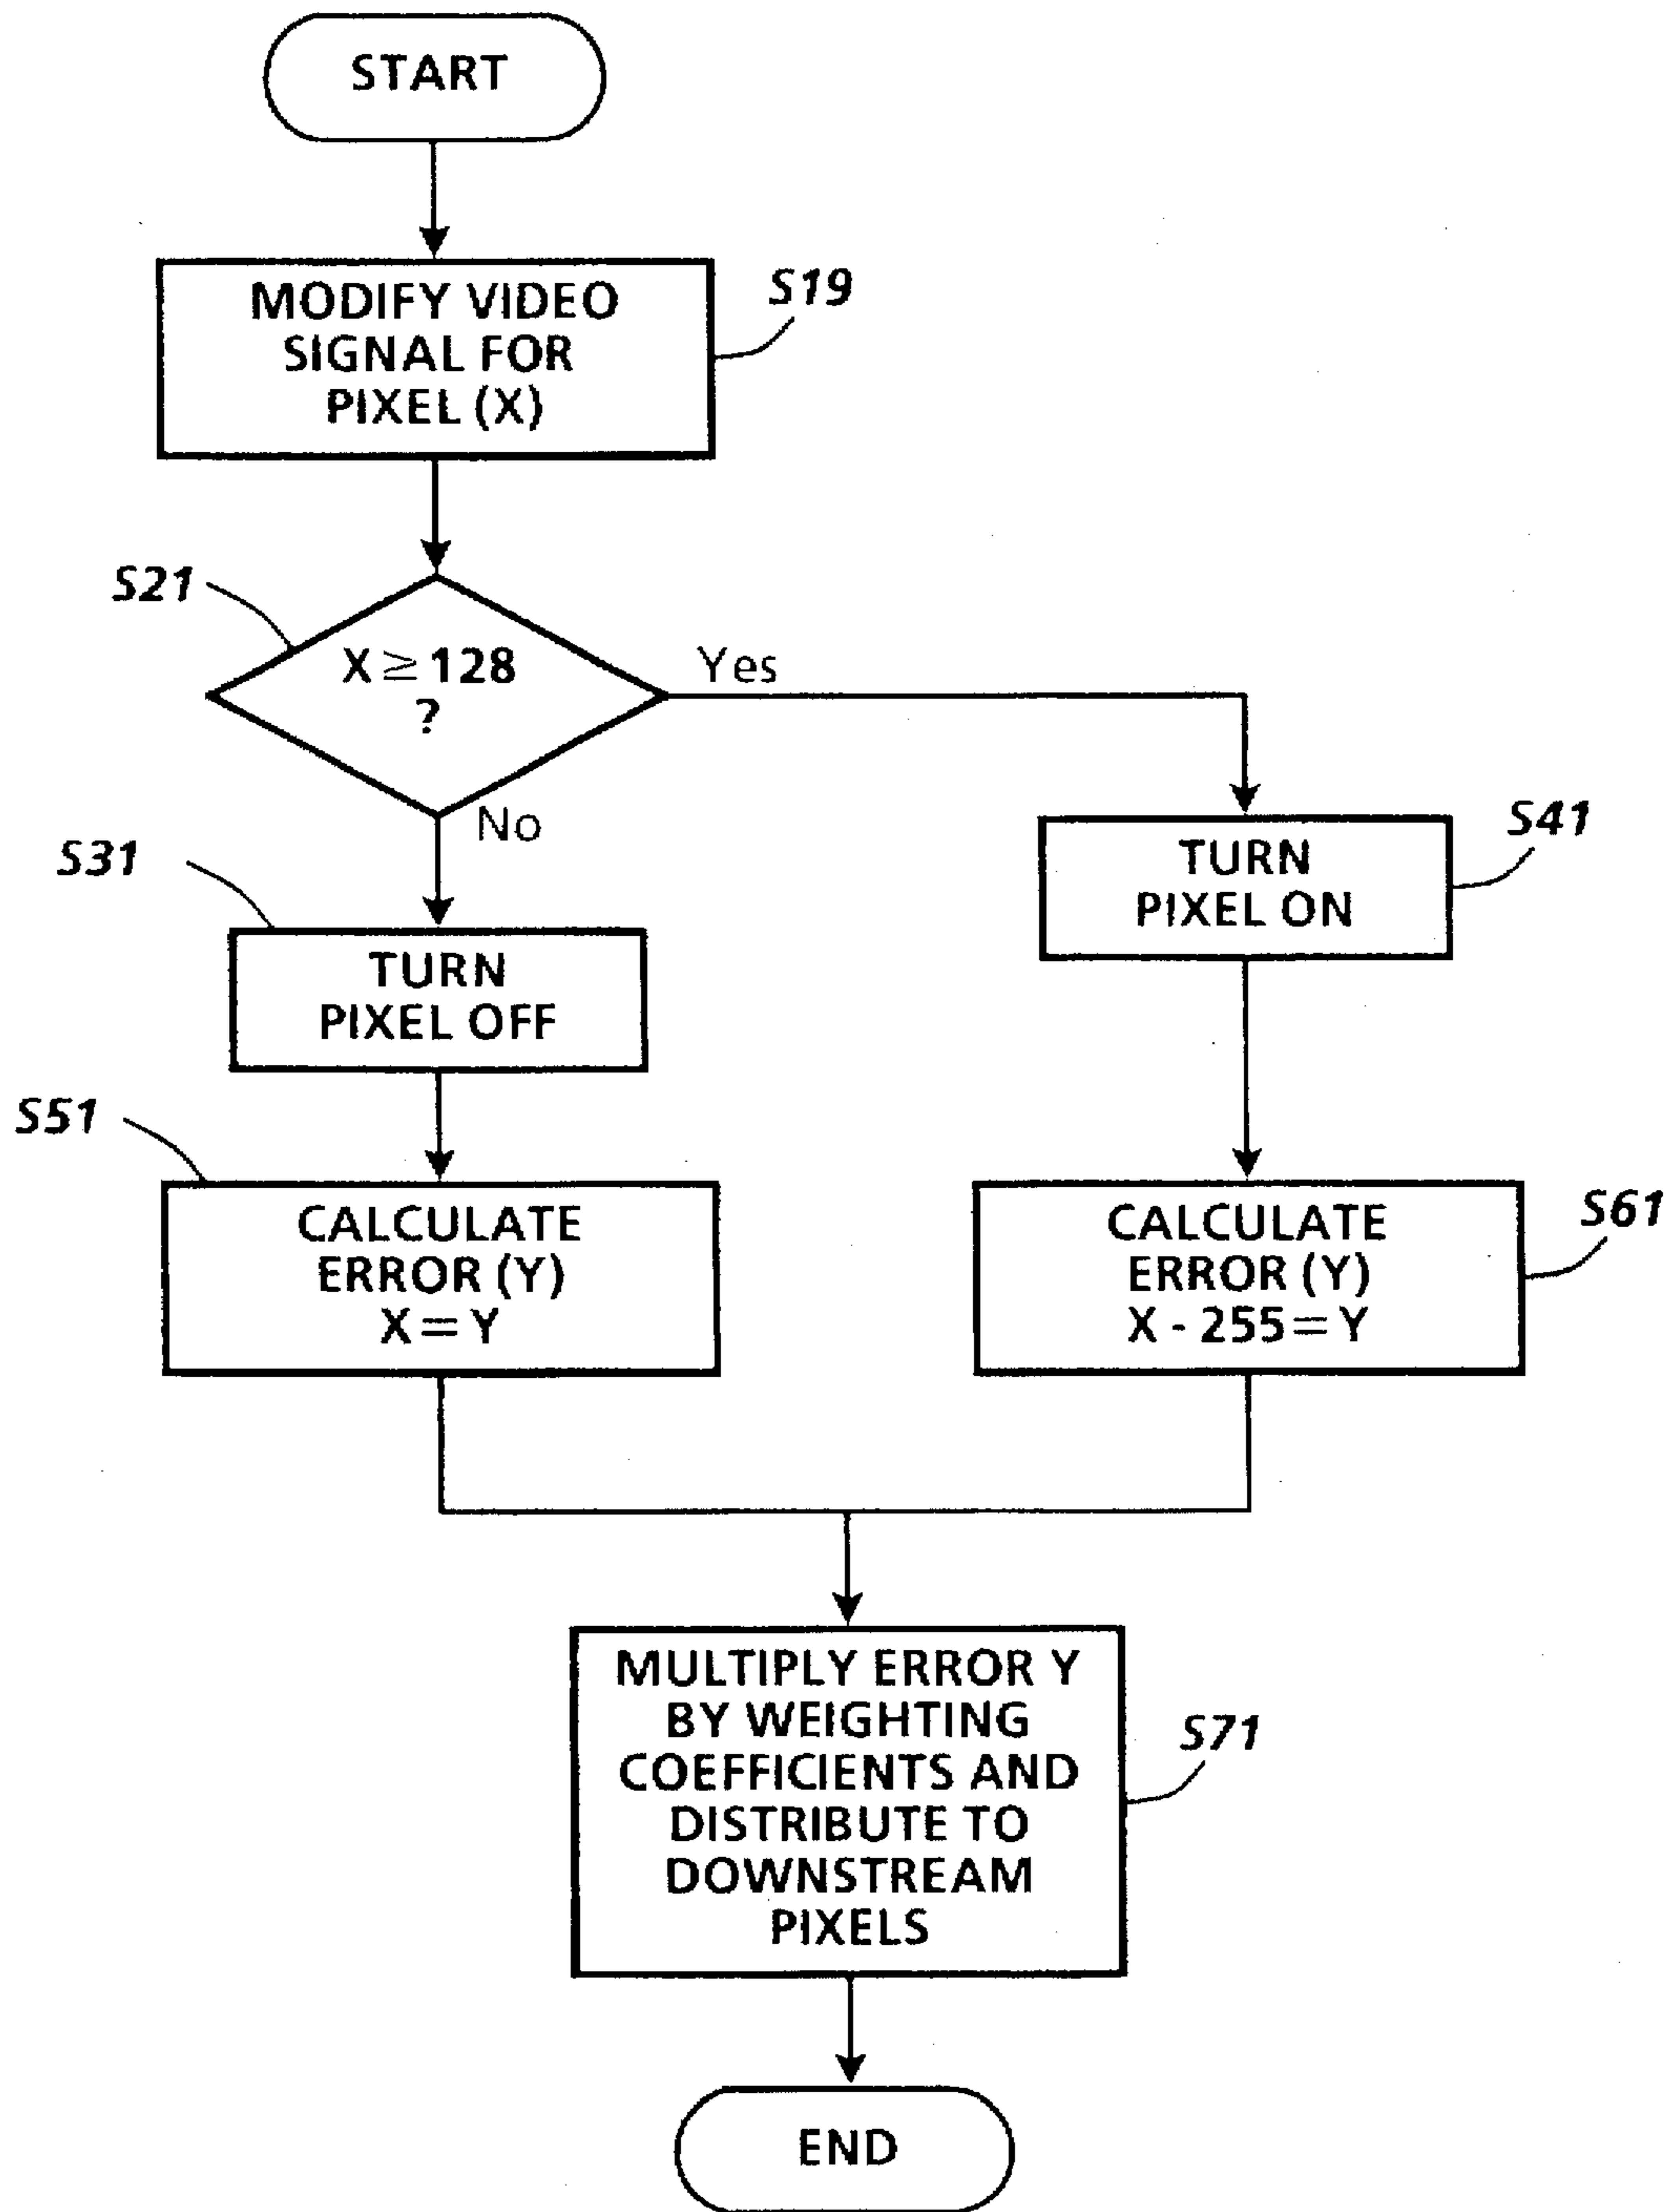 START
MODIFY VIDEO
SIGNAL FOR
PIXEL (X)
S19
S21
X ≧ 128
?
Yes
No
S31
TURN
PIXEL OFF
S41
TURN
PIXEL ON
S51
CALCULATE
ERROR (Y)
X = Y
CALCULATE
ERROR (Y)
X - 255 = Y
S61
MULTIPLY ERROR Y
BY WEIGHTING
COEFFICIENTS AND
DISTRIBUTE TO
DOWNSTREAM
PIXELS
S71
END